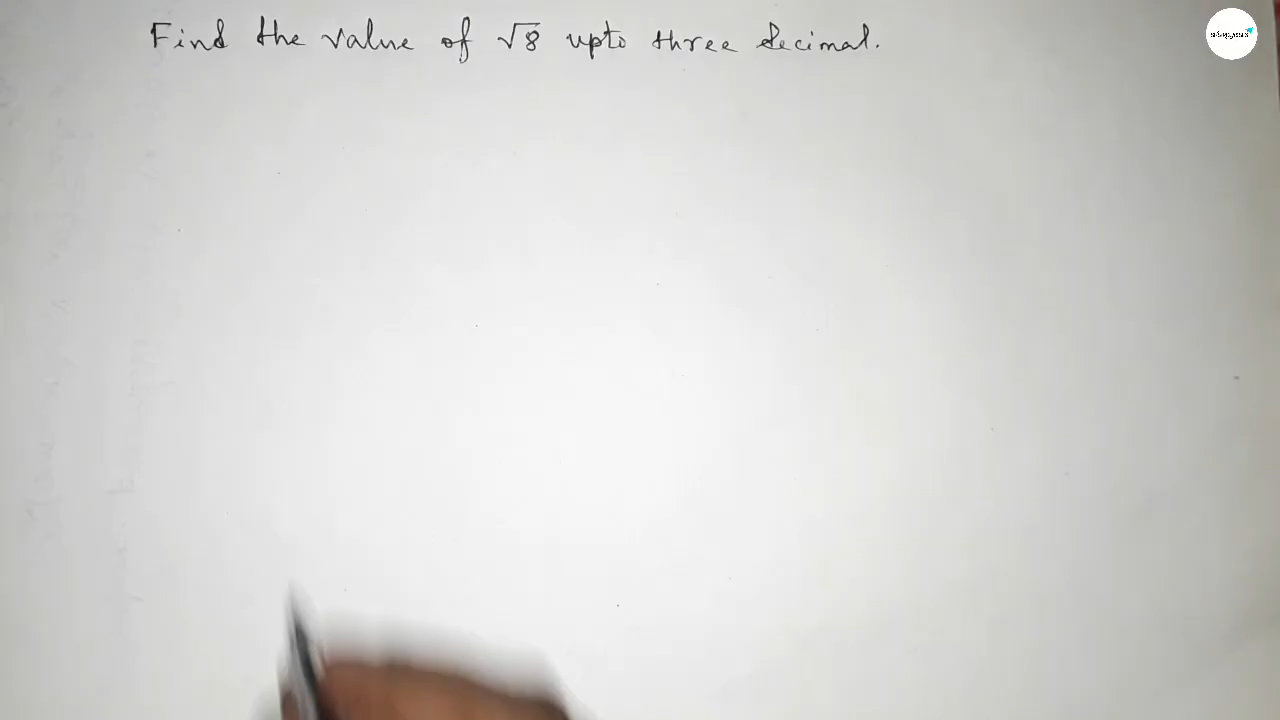 Find the value of √8 upto three decimal.